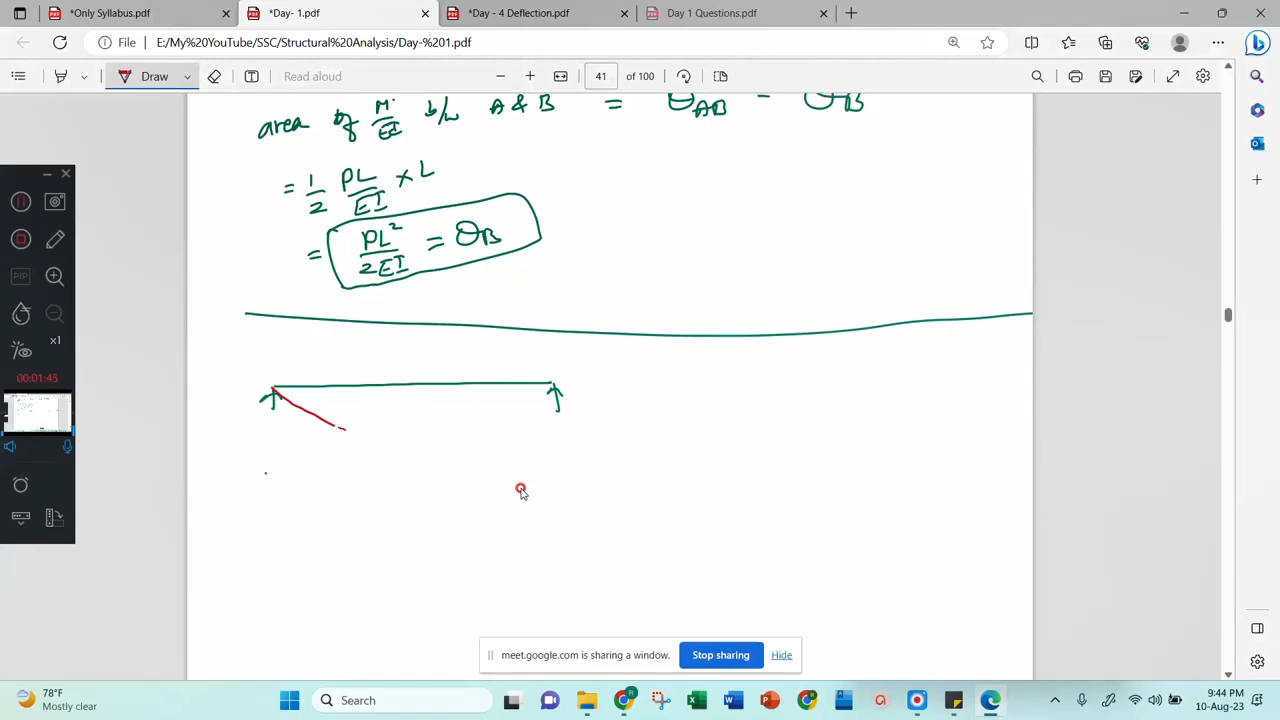 *Only Syllabus.pdf
*Day- 1.pdf
*Day - 4 Deflection.pdf
Day 1 Questions.pdf
File
E:/My%20YouTube/SSC/Structural%20Analysis/Day-%201.pdf
Draw
Read aloud
41 of 100
area of M/EI b/w A & B = θAB - θB
= 1/2 PL/EI × L
= PL²/2EI = θB
PIP
x1
00:01:45
meet.google.com is sharing a window.
Stop sharing
Hide
78°F
Mostly clear
Search
9:44 PM
10-Aug-23